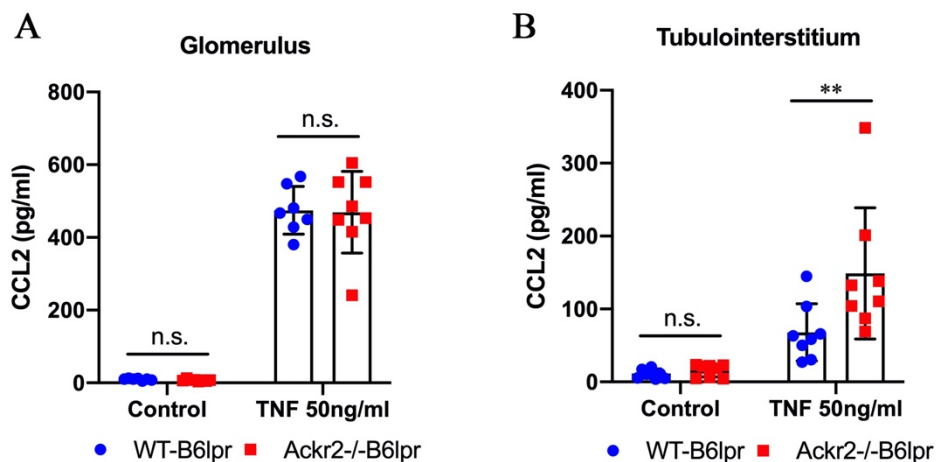 A
Glomerulus
CCL2 (pg/ml)
800
600
400
200
0
n.s.
n.s.
Control
TNF 50ng/ml
WT-B6lpr
Ackr2-/-B6lpr
B
Tubulointerstitium
CCL2 (pg/ml)
400
300
200
100
0
n.s.
**
Control
TNF 50ng/ml
WT-B6lpr
Ackr2-/-B6lpr